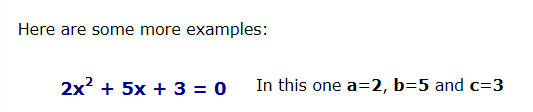 Here are some more examples:
2x² + 5x + 3 = 0 In this one a=2, b=5 and c=3